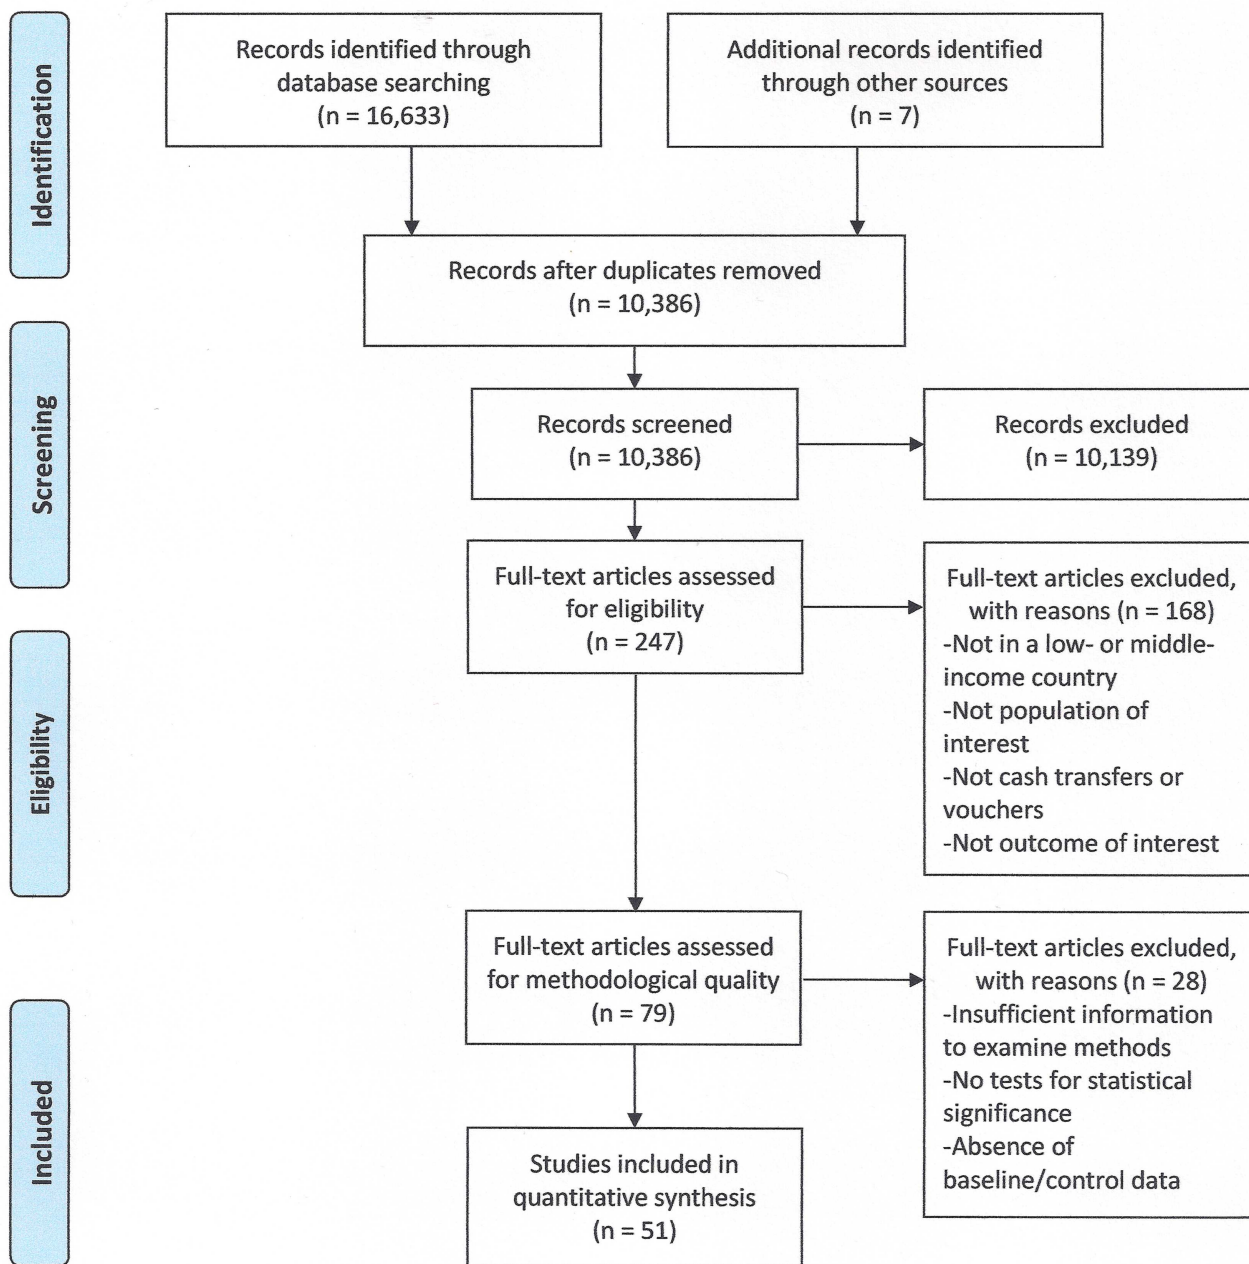 Identification
Records identified through
database searching
(n = 16,633)
Additional records identified
through other sources
(n = 7)
Records after duplicates removed
(n = 10,386)
Screening
Records screened
(n = 10,386)
Records excluded
(n = 10,139)
Full-text articles assessed
for eligibility
(n = 247)
Full-text articles excluded,
with reasons (n = 168)
-Not in a low- or middle-
income country
-Not population of
interest
-Not cash transfers or
vouchers
-Not outcome of interest
Eligibility
Full-text articles assessed
for methodological quality
(n = 79)
Full-text articles excluded,
with reasons (n = 28)
-Insufficient information
to examine methods
-No tests for statistical
significance
-Absence of
baseline/control data
Included
Studies included in
quantitative synthesis
(n = 51)